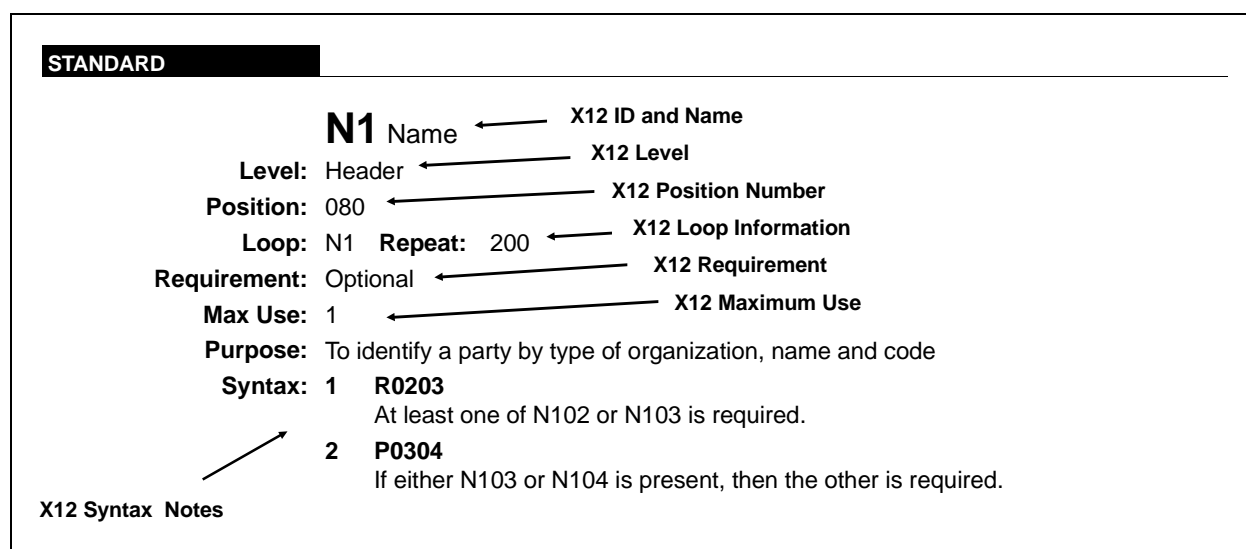 STANDARD
N1 Name X12 ID and Name
Level: Header X12 Level
Position: 080 X12 Position Number
Loop: N1 Repeat: 200 X12 Loop Information
Requirement: Optional X12 Requirement
Max Use: 1 X12 Maximum Use
Purpose: To identify a party by type of organization, name and code
Syntax: 1 R0203
At least one of N102 or N103 is required.
2 P0304
If either N103 or N104 is present, then the other is required.
X12 Syntax Notes